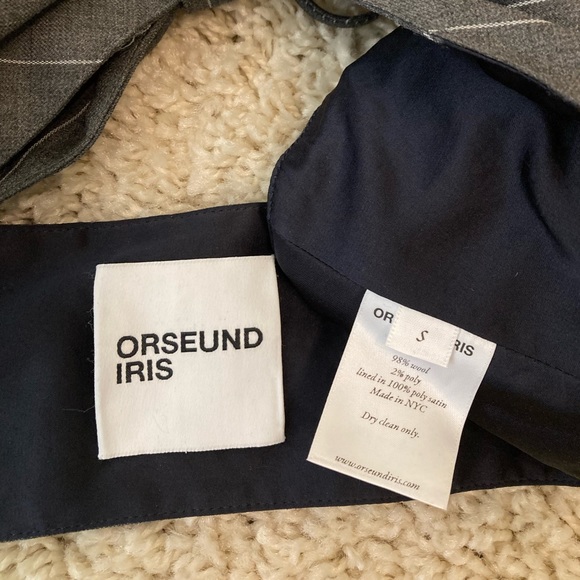 ORSEUND
IRIS
OR RIS
S
98% wool
2% poly
lined in 100% poly satin
Made in NYC
Dry clean only.
www.orseundiris.com